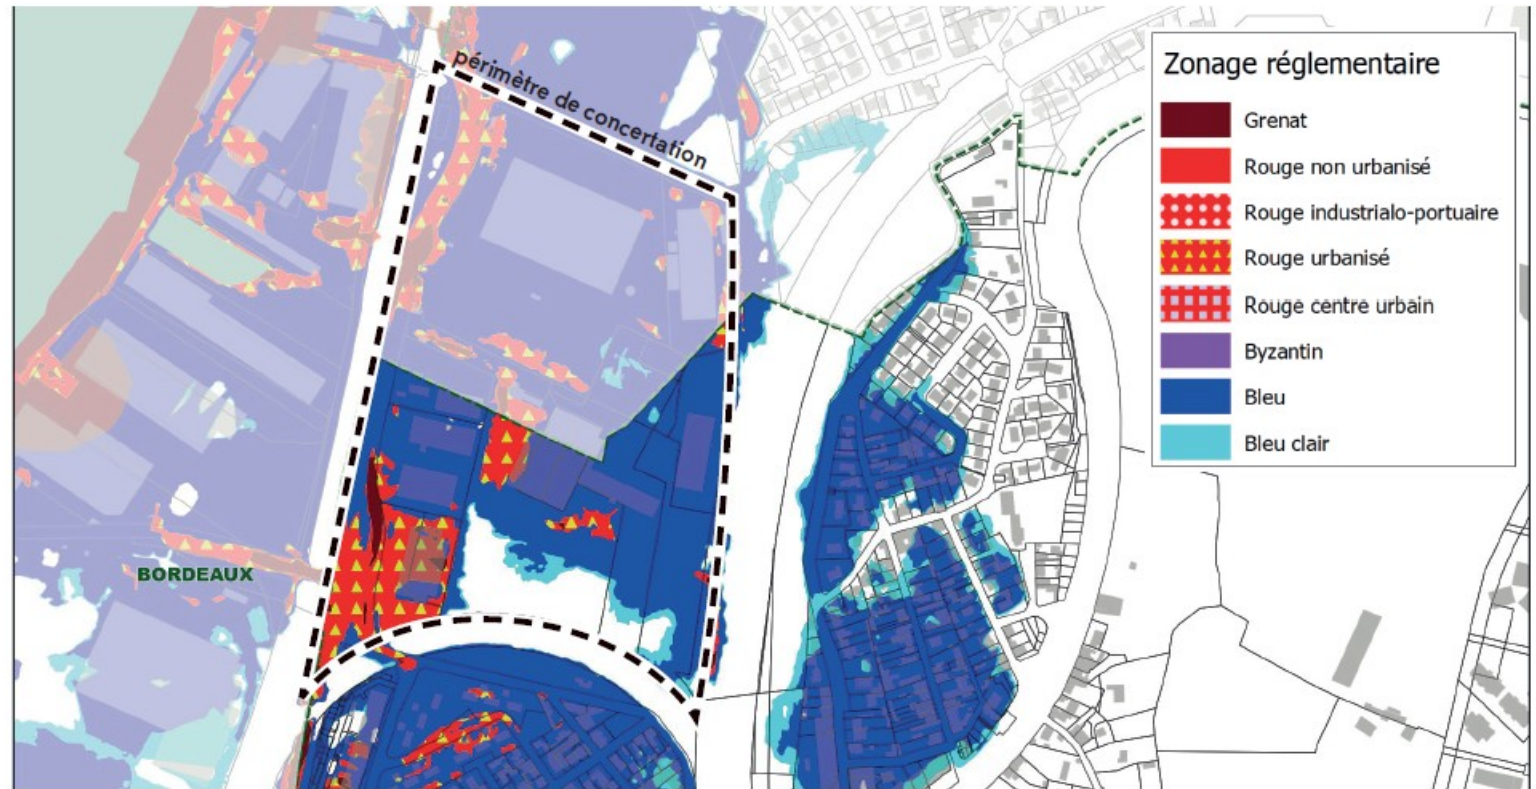 périmètre de concertation
Zonage réglementaire
Grenat
Rouge non urbanisé
Rouge industrialo-portuaire
Rouge urbanisé
Rouge centre urbain
Byzantin
Bleu
Bleu clair
BORDEAUX